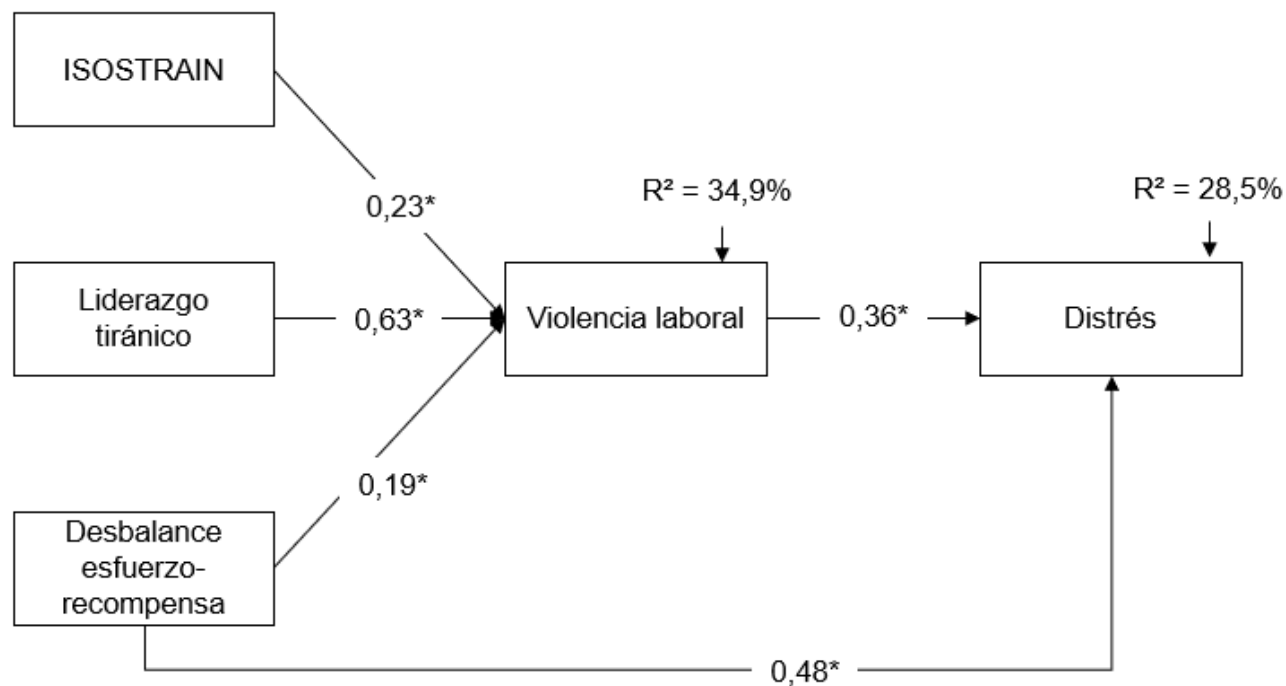 ISOSTRAIN
0,23*
R² = 34,9%
R² = 28,5%
Liderazgo
tiránico
0,63*
Violencia laboral
0,36*
Distrés
0,19*
Desbalance
esfuerzo-
recompensa
0,48*